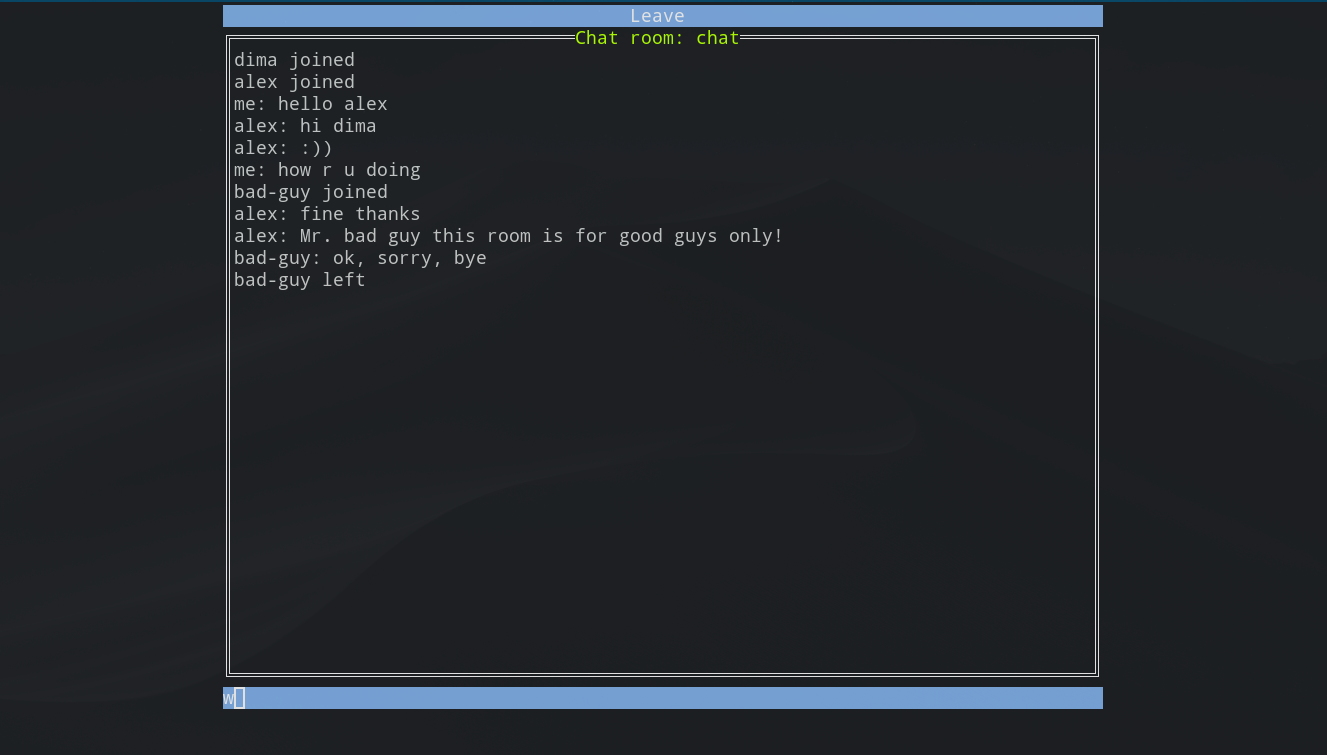 Leave
Chat room: chat
dima joined
alex joined
me: hello alex
alex: hi dima
alex: :))
me: how r u doing
bad-guy joined
alex: fine thanks
alex: Mr. bad guy this room is for good guys only!
bad-guy: ok, sorry, bye
bad-guy left
w